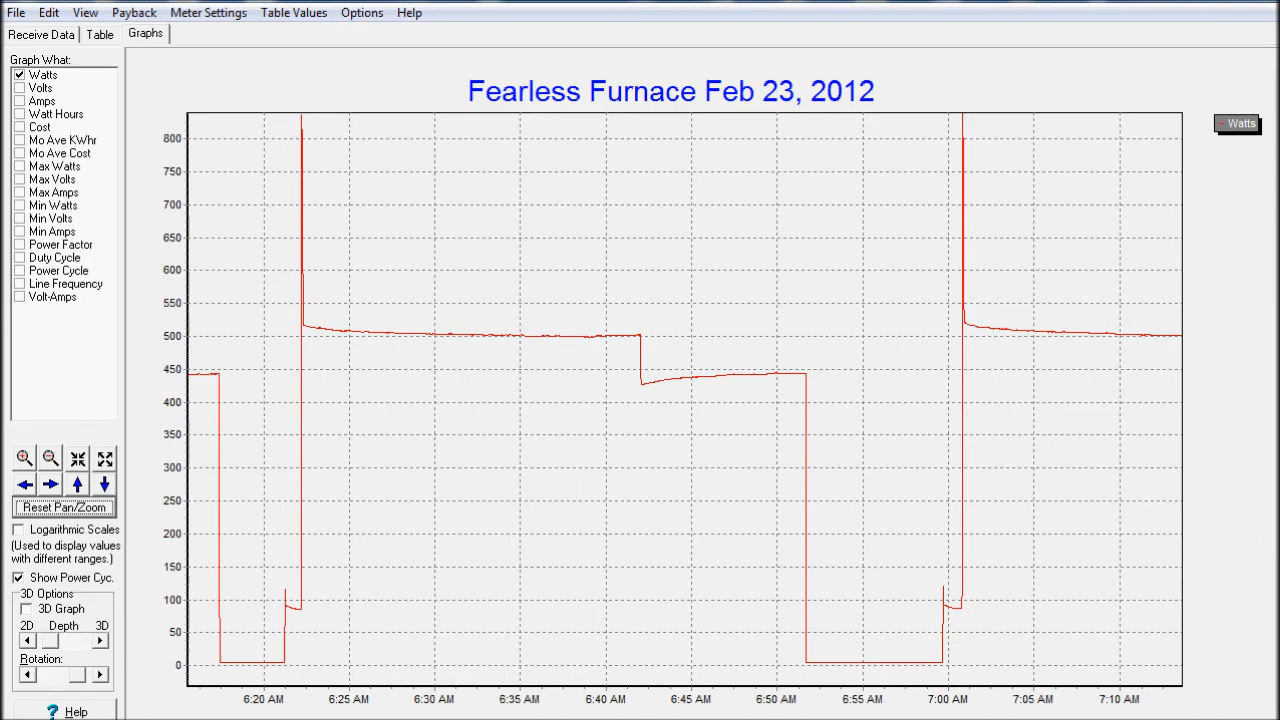 File Edit View Playback Meter Settings Table Values Options Help
Receive Data Table Graphs
Graph What:
Watts
Volts
Amps
Watt Hours
Cost
Mo Ave KWhr
Mo Ave Cost
Max Watts
Max Volts
Max Amps
Min Watts
Min Volts
Min Amps
Power Factor
Duty Cycle
Power Cycle
Line Frequency
Volt-Amps
Reset Pan/Zoom
Logarithmic Scales
(Used to display values
with different ranges.)
Show Power Cyc.
3D Options
3D Graph
2D Depth 3D
Rotation:
? Help
Fearless Furnace Feb 23, 2012
Watts
800
750
700
650
600
550
500
450
400
350
300
250
200
150
100
50
0
6:20 AM 6:25 AM 6:30 AM 6:35 AM 6:40 AM 6:45 AM 6:50 AM 6:55 AM 7:00 AM 7:05 AM 7:10 AM